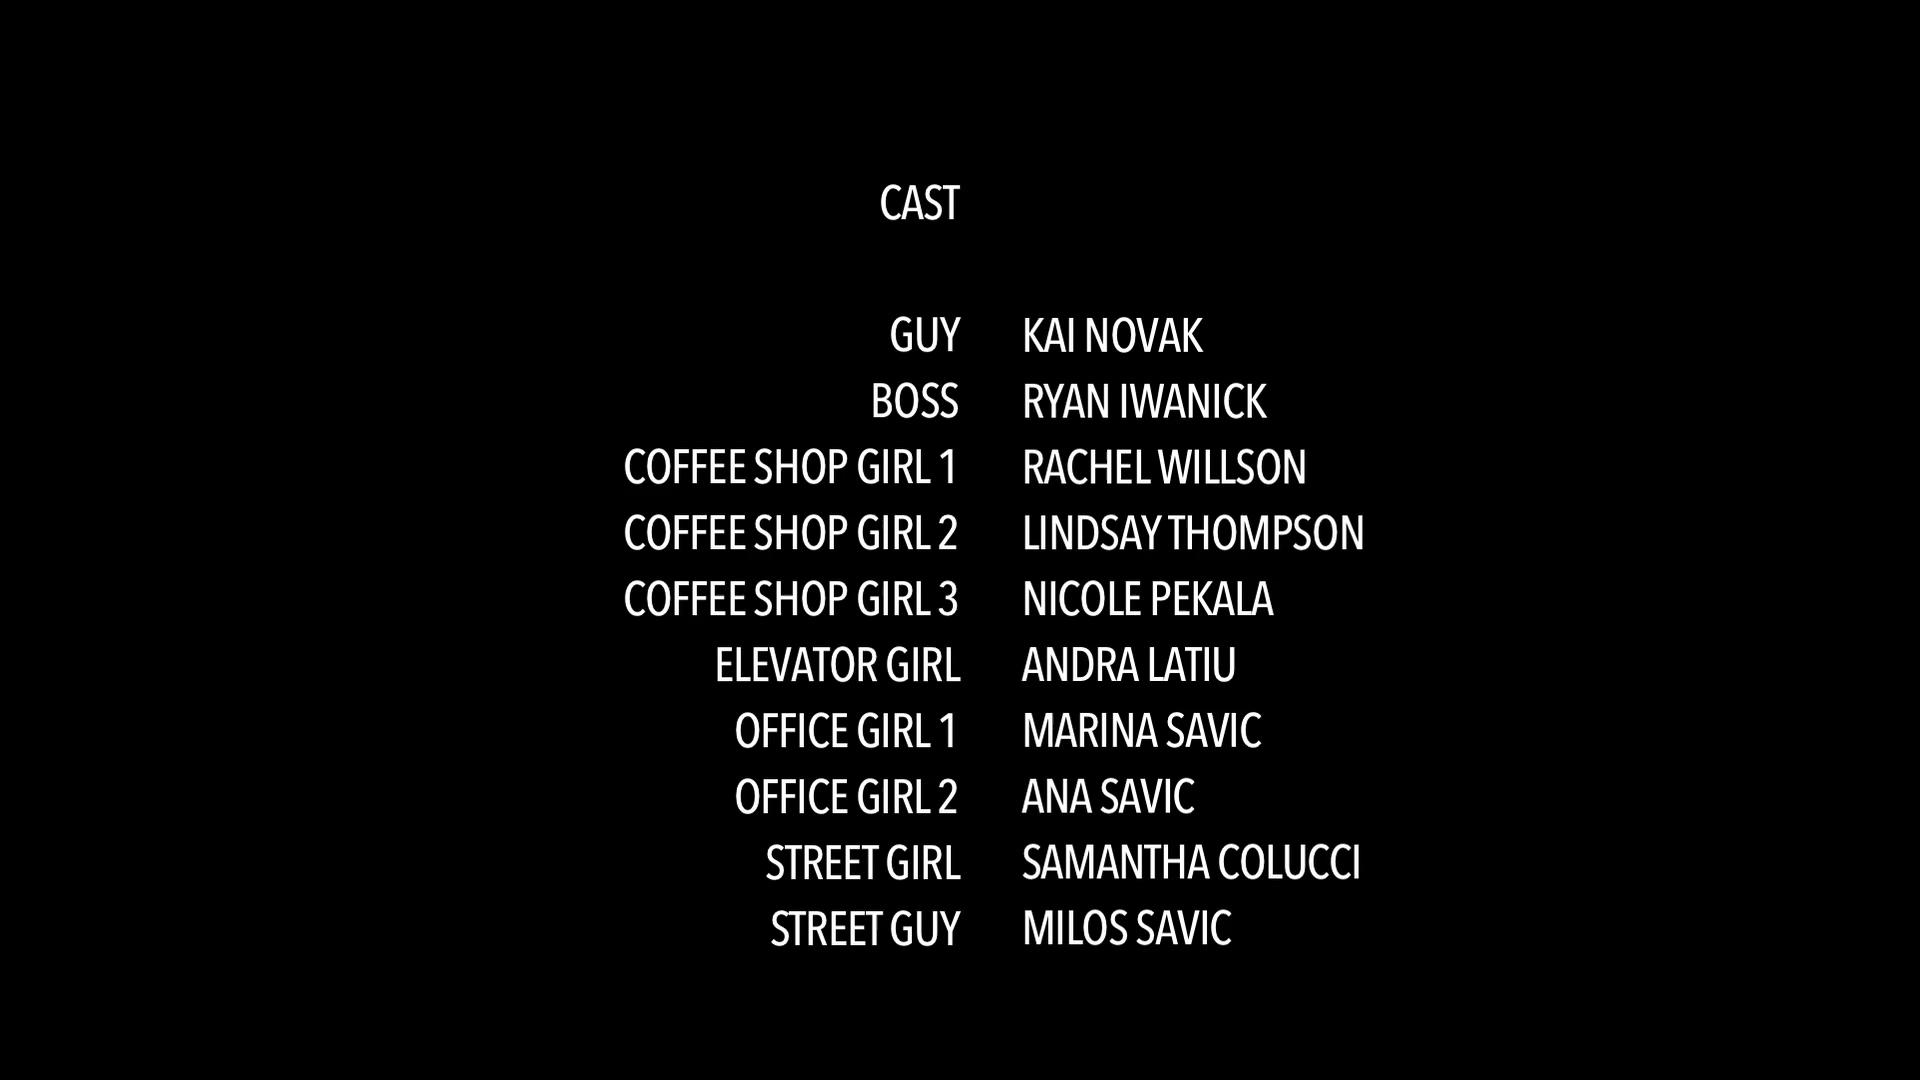 CAST
GUY KAI NOVAK
BOSS RYAN IWANICK
COFFEE SHOP GIRL 1 RACHEL WILLSON
COFFEE SHOP GIRL 2 LINDSAY THOMPSON
COFFEE SHOP GIRL 3 NICOLE PEKALA
ELEVATOR GIRL ANDRA LATIU
OFFICE GIRL 1 MARINA SAVIC
OFFICE GIRL 2 ANA SAVIC
STREET GIRL SAMANTHA COLUCCI
STREET GUY MILOS SAVIC